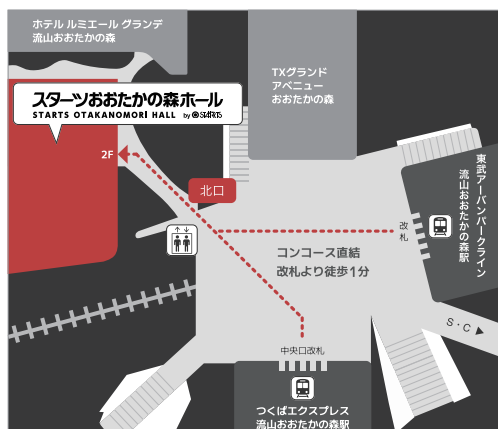 ホテル ルミエール グランデ
流山おおたかの森
TXグランド
アベニュー
おおたかの森
スターツおおたかの森ホール
STARTS OTAKANOMORI HALL by STARTS
2F
北口
東武アーバンパークライン
流山おおたかの森駅
改札
コンコース直結
改札より徒歩1分
S・C
中央口改札
つくばエクスプレス
流山おおたかの森駅